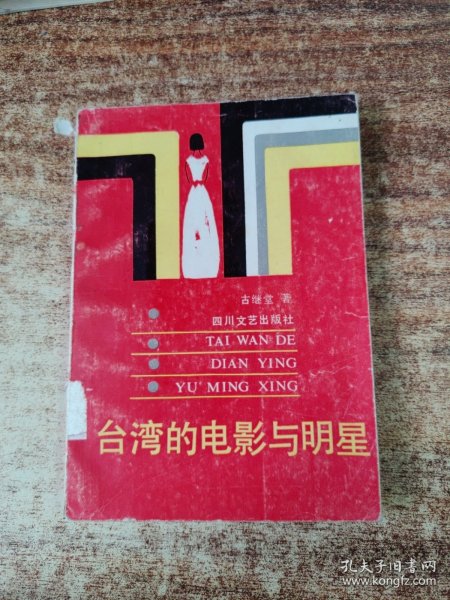 古继堂 著
四川文艺出版社
TAI WAN DE
DIAN YING
YU MING XING
台湾的电影与明星
孔夫子旧书网
www.kongfz.com